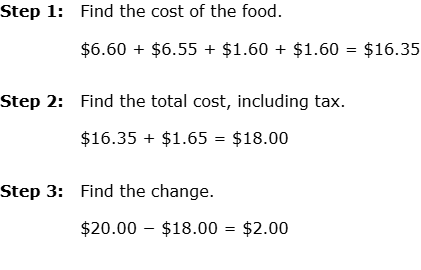 Step 1: Find the cost of the food.
$6.60 + $6.55 + $1.60 + $1.60 = $16.35
Step 2: Find the total cost, including tax.
$16.35 + $1.65 = $18.00
Step 3: Find the change.
$20.00 − $18.00 = $2.00